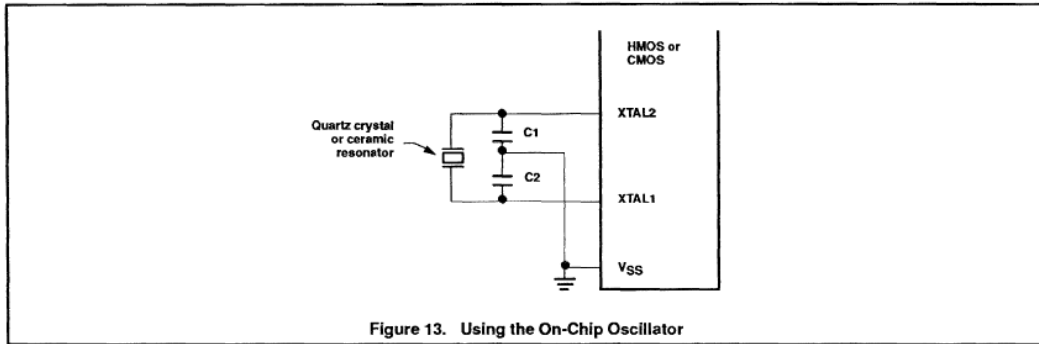 HMOS or
CMOS
XTAL2
Quartz crystal
or ceramic
resonator
C1
C2
XTAL1
VSS
Figure 13. Using the On-Chip Oscillator